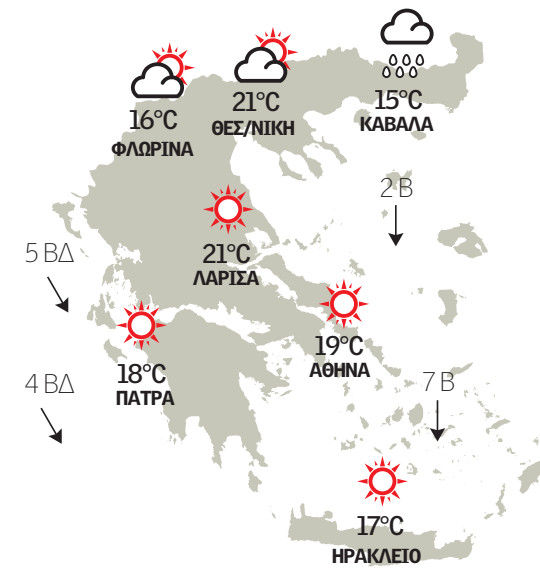 16°C
ΦΛΩΡΙΝΑ
21°C
ΘΕΣ/ΝΙΚΗ
15°C
ΚΑΒΑΛΑ
2 Β
5 ΒΔ
21°C
ΛΑΡΙΣΑ
19°C
ΑΘΗΝΑ
18°C
ΠΑΤΡΑ
4 ΒΔ
7 Β
17°C
ΗΡΑΚΛΕΙΟ